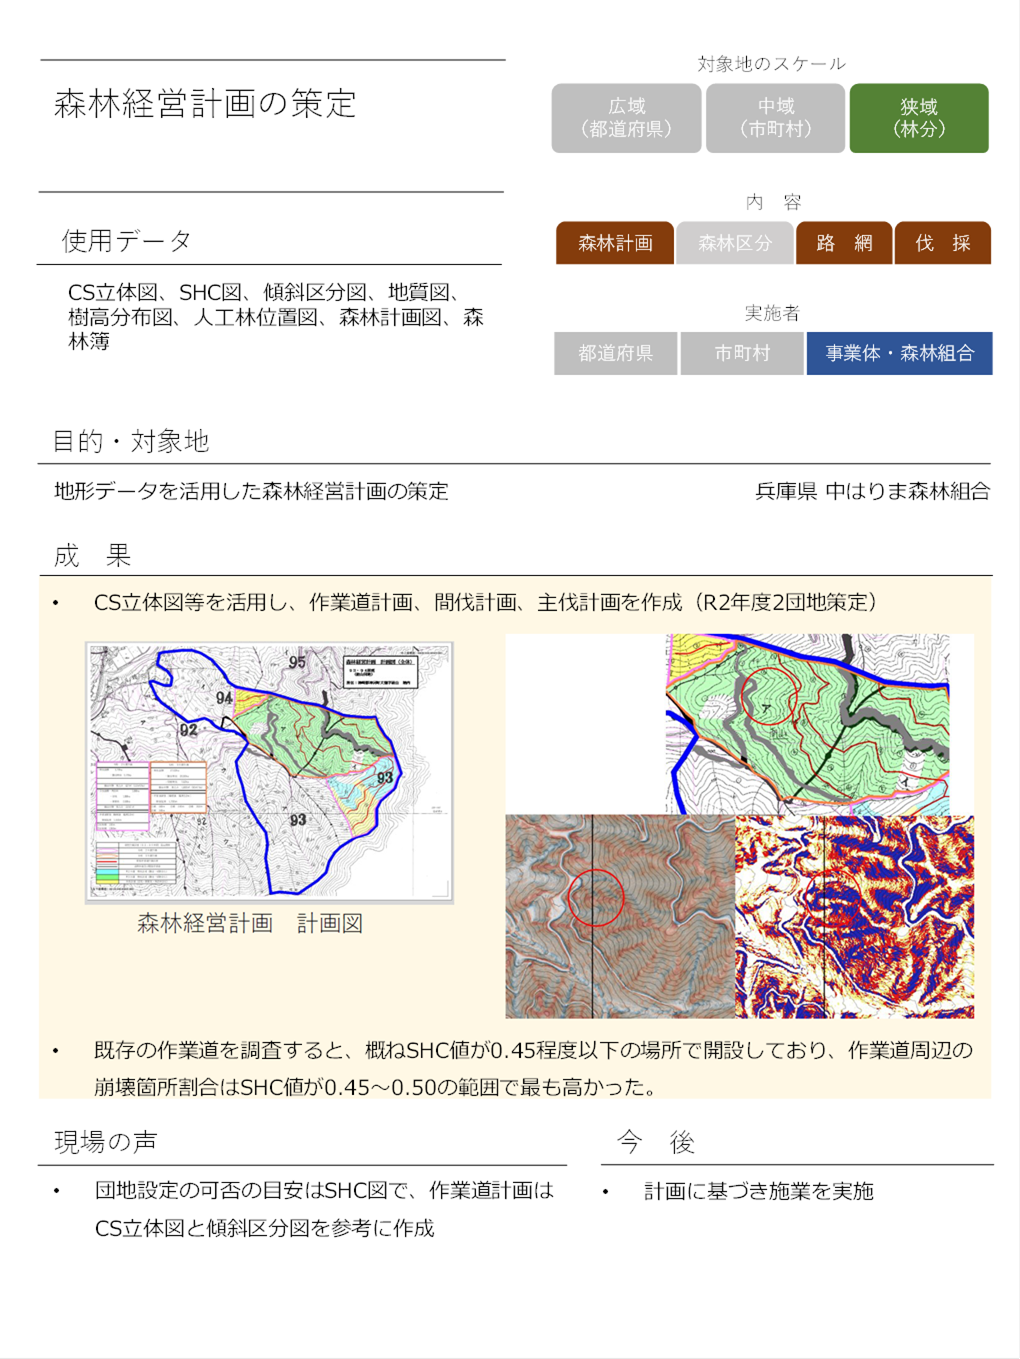 森林経営計画の策定
対象地のスケール
広域
（都道府県）
中域
（市町村）
狭域
（林分）
内　容
森林計画
森林区分
路　網
伐　採
実施者
都道府県
市町村
事業体・森林組合
使用データ
CS立体図、SHC図、傾斜区分図、地質図、
樹高分布図、人工林位置図、森林計画図、森
林簿
目的・対象地
地形データを活用した森林経営計画の策定
兵庫県 中はりま森林組合
成　果
• CS立体図等を活用し、作業道計画、間伐計画、主伐計画を作成（R2年度2団地策定）
95
94
92
93
93
92
ア
イ
森林経営計画　計画図
• 既存の作業道を調査すると、概ねSHC値が0.45程度以下の場所で開設しており、作業道周辺の
崩壊箇所割合はSHC値が0.45～0.50の範囲で最も高かった。
現場の声
• 団地設定の可否の目安はSHC図で、作業道計画は
CS立体図と傾斜区分図を参考に作成
今　後
• 計画に基づき施業を実施